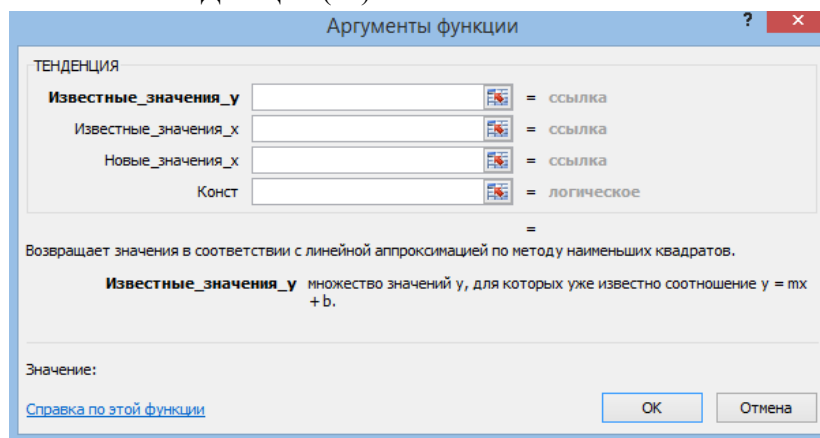 Аргументы функции ? ×
ТЕНДЕНЦИЯ
Известные_значения_y = ссылка
Известные_значения_x = ссылка
Новые_значения_x = ссылка
Конст = логическое
=
Возвращает значения в соответствии с линейной аппроксимацией по методу наименьших квадратов.
Известные_значения_y множество значений y, для которых уже известно соотношение y = mx
+ b.
Значение:
Справка по этой функции ОК Отмена